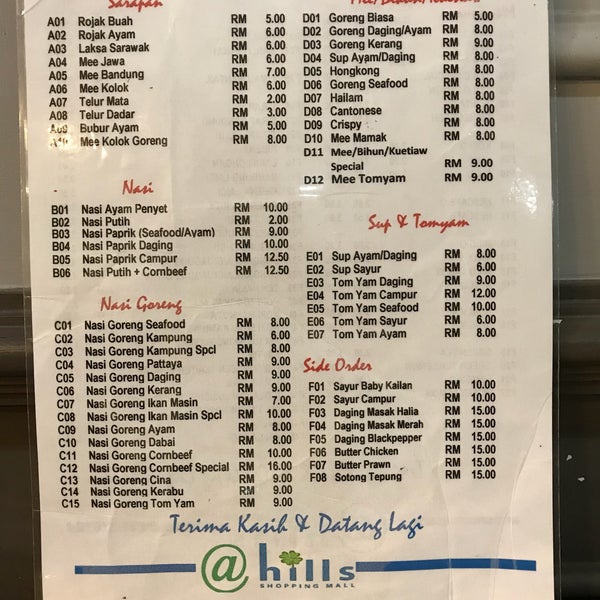 Sarapan
A01 Rojak Buah RM 5.00
A02 Rojak Ayam RM 6.00
A03 Laksa Sarawak RM 6.00
A04 Mee Jawa RM 6.00
A05 Mee Bandung RM 7.00
A06 Mee Kolok RM 6.00
A07 Telur Mata RM 2.00
A08 Telur Dadar RM 3.00
A09 Bubur Ayam RM 5.00
A10 Mee Kolok Goreng RM 8.00
Nasi
B01 Nasi Ayam Penyet RM 10.00
B02 Nasi Putih RM 2.00
B03 Nasi Paprik (Seafood/Ayam) RM 9.00
B04 Nasi Paprik Daging RM 10.00
B05 Nasi Paprik Campur RM 12.50
B06 Nasi Putih + Cornbeef RM 12.50
Nasi Goreng
C01 Nasi Goreng Seafood RM 8.00
C02 Nasi Goreng Kampung RM 6.00
C03 Nasi Goreng Kampung Spcl RM 8.00
C04 Nasi Goreng Pattaya RM 9.00
C05 Nasi Goreng Daging RM 9.00
C06 Nasi Goreng Kerang RM 9.00
C07 Nasi Goreng Ikan Masin RM 7.00
C08 Nasi Goreng Ikan Masin Spcl RM 10.00
C09 Nasi Goreng Ayam RM 8.00
C10 Nasi Goreng Dabai RM 8.00
C11 Nasi Goreng Cornbeef RM 10.00
C12 Nasi Goreng Cornbeef Special RM 16.00
C13 Nasi Goreng Cina RM 9.00
C14 Nasi Goreng Kerabu RM 9.00
C15 Nasi Goreng Tom Yam RM 9.00
D01 Goreng Biasa RM 5.00
D02 Goreng Daging/Ayam RM 8.00
D03 Goreng Kerang RM 9.00
D04 Sup Ayam/Daging RM 8.00
D05 Hongkong RM 8.00
D06 Goreng Seafood RM 8.00
D07 Hailam RM 8.00
D08 Cantonese RM 8.00
D09 Crispy RM 8.00
D10 Mee Mamak RM 8.00
D11 Mee/Bihun/Kuetiaw
Special RM 9.00
D12 Mee Tomyam RM 9.00
Sup & Tomyam
E01 Sup Ayam/Daging RM 8.00
E02 Sup Sayur RM 6.00
E03 Tom Yam Daging RM 9.00
E04 Tom Yam Campur RM 12.00
E05 Tom Yam Seafood RM 10.00
E06 Tom Yam Sayur RM 6.00
E07 Tom Yam Ayam RM 8.00
Side Order
F01 Sayur Baby Kailan RM 10.00
F02 Sayur Campur RM 10.00
F03 Daging Masak Halia RM 15.00
F04 Daging Masak Merah RM 15.00
F05 Daging Blackpepper RM 15.00
F06 Butter Chicken RM 15.00
F07 Butter Prawn RM 15.00
F08 Sotong Tepung RM 15.00
Terima Kasih & Datang Lagi
@hills
SHOPPING MALL